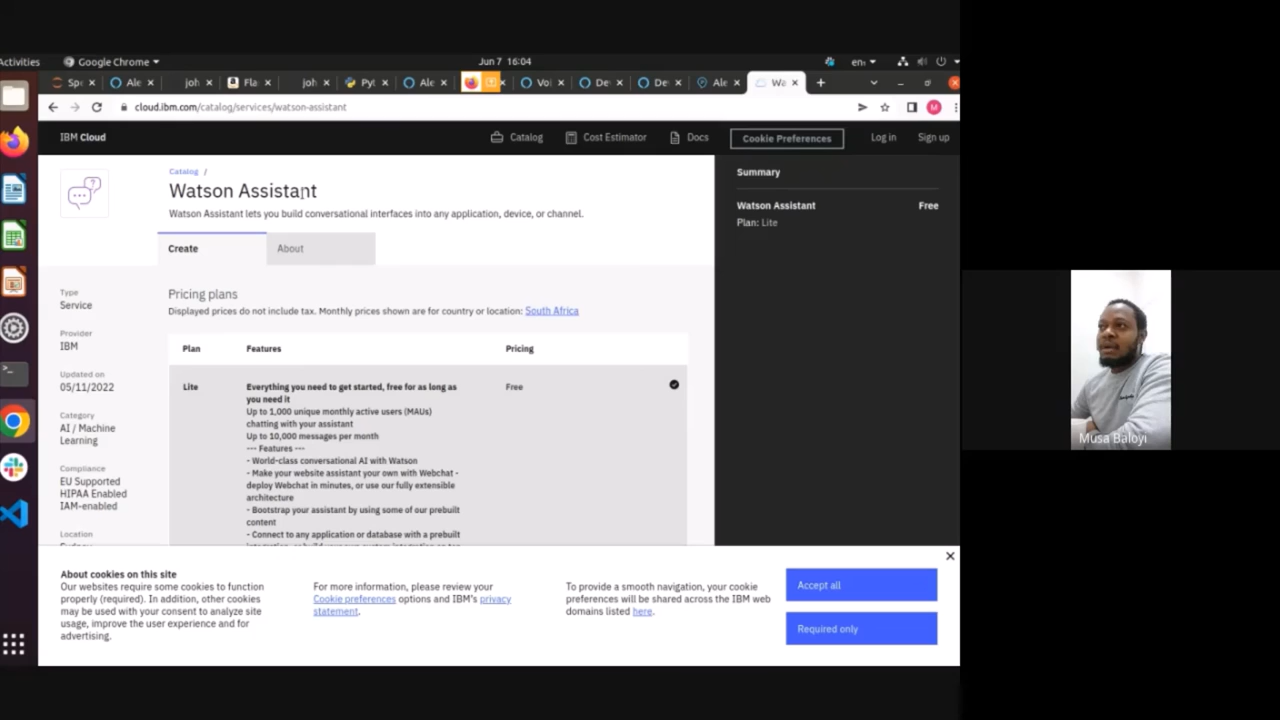 Activities
Google Chrome
Jun 7 16:04
en
Ale
joh
Fla
joh
Pyt
Ale
Voi
De
De
Ale
Wa
cloud.ibm.com/catalog/services/watson-assistant
M
IBM Cloud
Catalog
Cost Estimator
Docs
Cookie Preferences
Log in
Sign up
Catalog /
Watson Assistant
Watson Assistant lets you build conversational interfaces into any application, device, or channel.
Create
About
Type
Service
Provider
IBM
Updated on
05/11/2022
Category
AI / Machine
Learning
Compliance
EU Supported
HIPAA Enabled
IAM-enabled
Location
Pricing plans
Displayed prices do not include tax. Monthly prices shown are for country or location: South Africa
Plan
Features
Pricing
Lite
Everything you need to get started, free for as long as
you need it
Up to 1,000 unique monthly active users (MAUs)
chatting with your assistant
Up to 10,000 messages per month
--- Features ---
- World-class conversational AI with Watson
- Make your website assistant your own with Webchat -
deploy Webchat in minutes, or use our fully extensible
architecture
- Bootstrap your assistant by using some of our prebuilt
content
- Connect to any application or database with a prebuilt
Free
Summary
Watson Assistant
Free
Plan: Lite
About cookies on this site
Our websites require some cookies to function
properly (required). In addition, other cookies
may be used with your consent to analyze site
usage, improve the user experience and for
advertising.
For more information, please review your
Cookie preferences options and IBM's privacy
statement.
To provide a smooth navigation, your cookie
preferences will be shared across the IBM web
domains listed here.
Accept all
Required only
Musa Baloyi